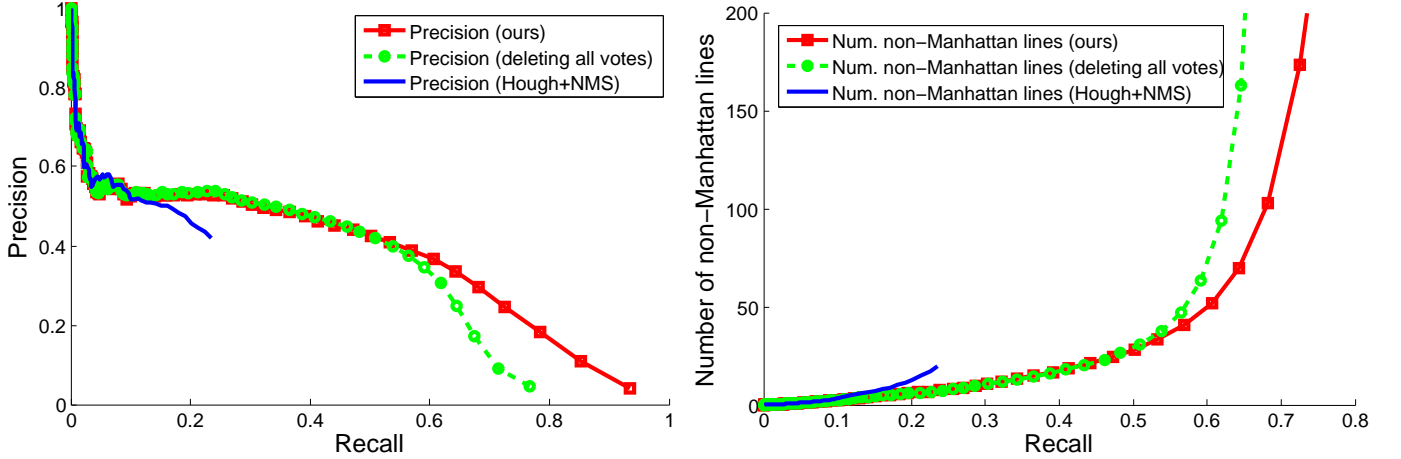 1
0.8
0.6
0.4
0.2
0
0 0.2 0.4 0.6 0.8 1
Precision
Recall
Precision (ours)
Precision (deleting all votes)
Precision (Hough+NMS)
200
150
100
50
0
0 0.1 0.2 0.3 0.4 0.5 0.6 0.7 0.8
Number of non−Manhattan lines
Recall
Num. non−Manhattan lines (ours)
Num. non−Manhattan lines (deleting all votes)
Num. non−Manhattan lines (Hough+NMS)